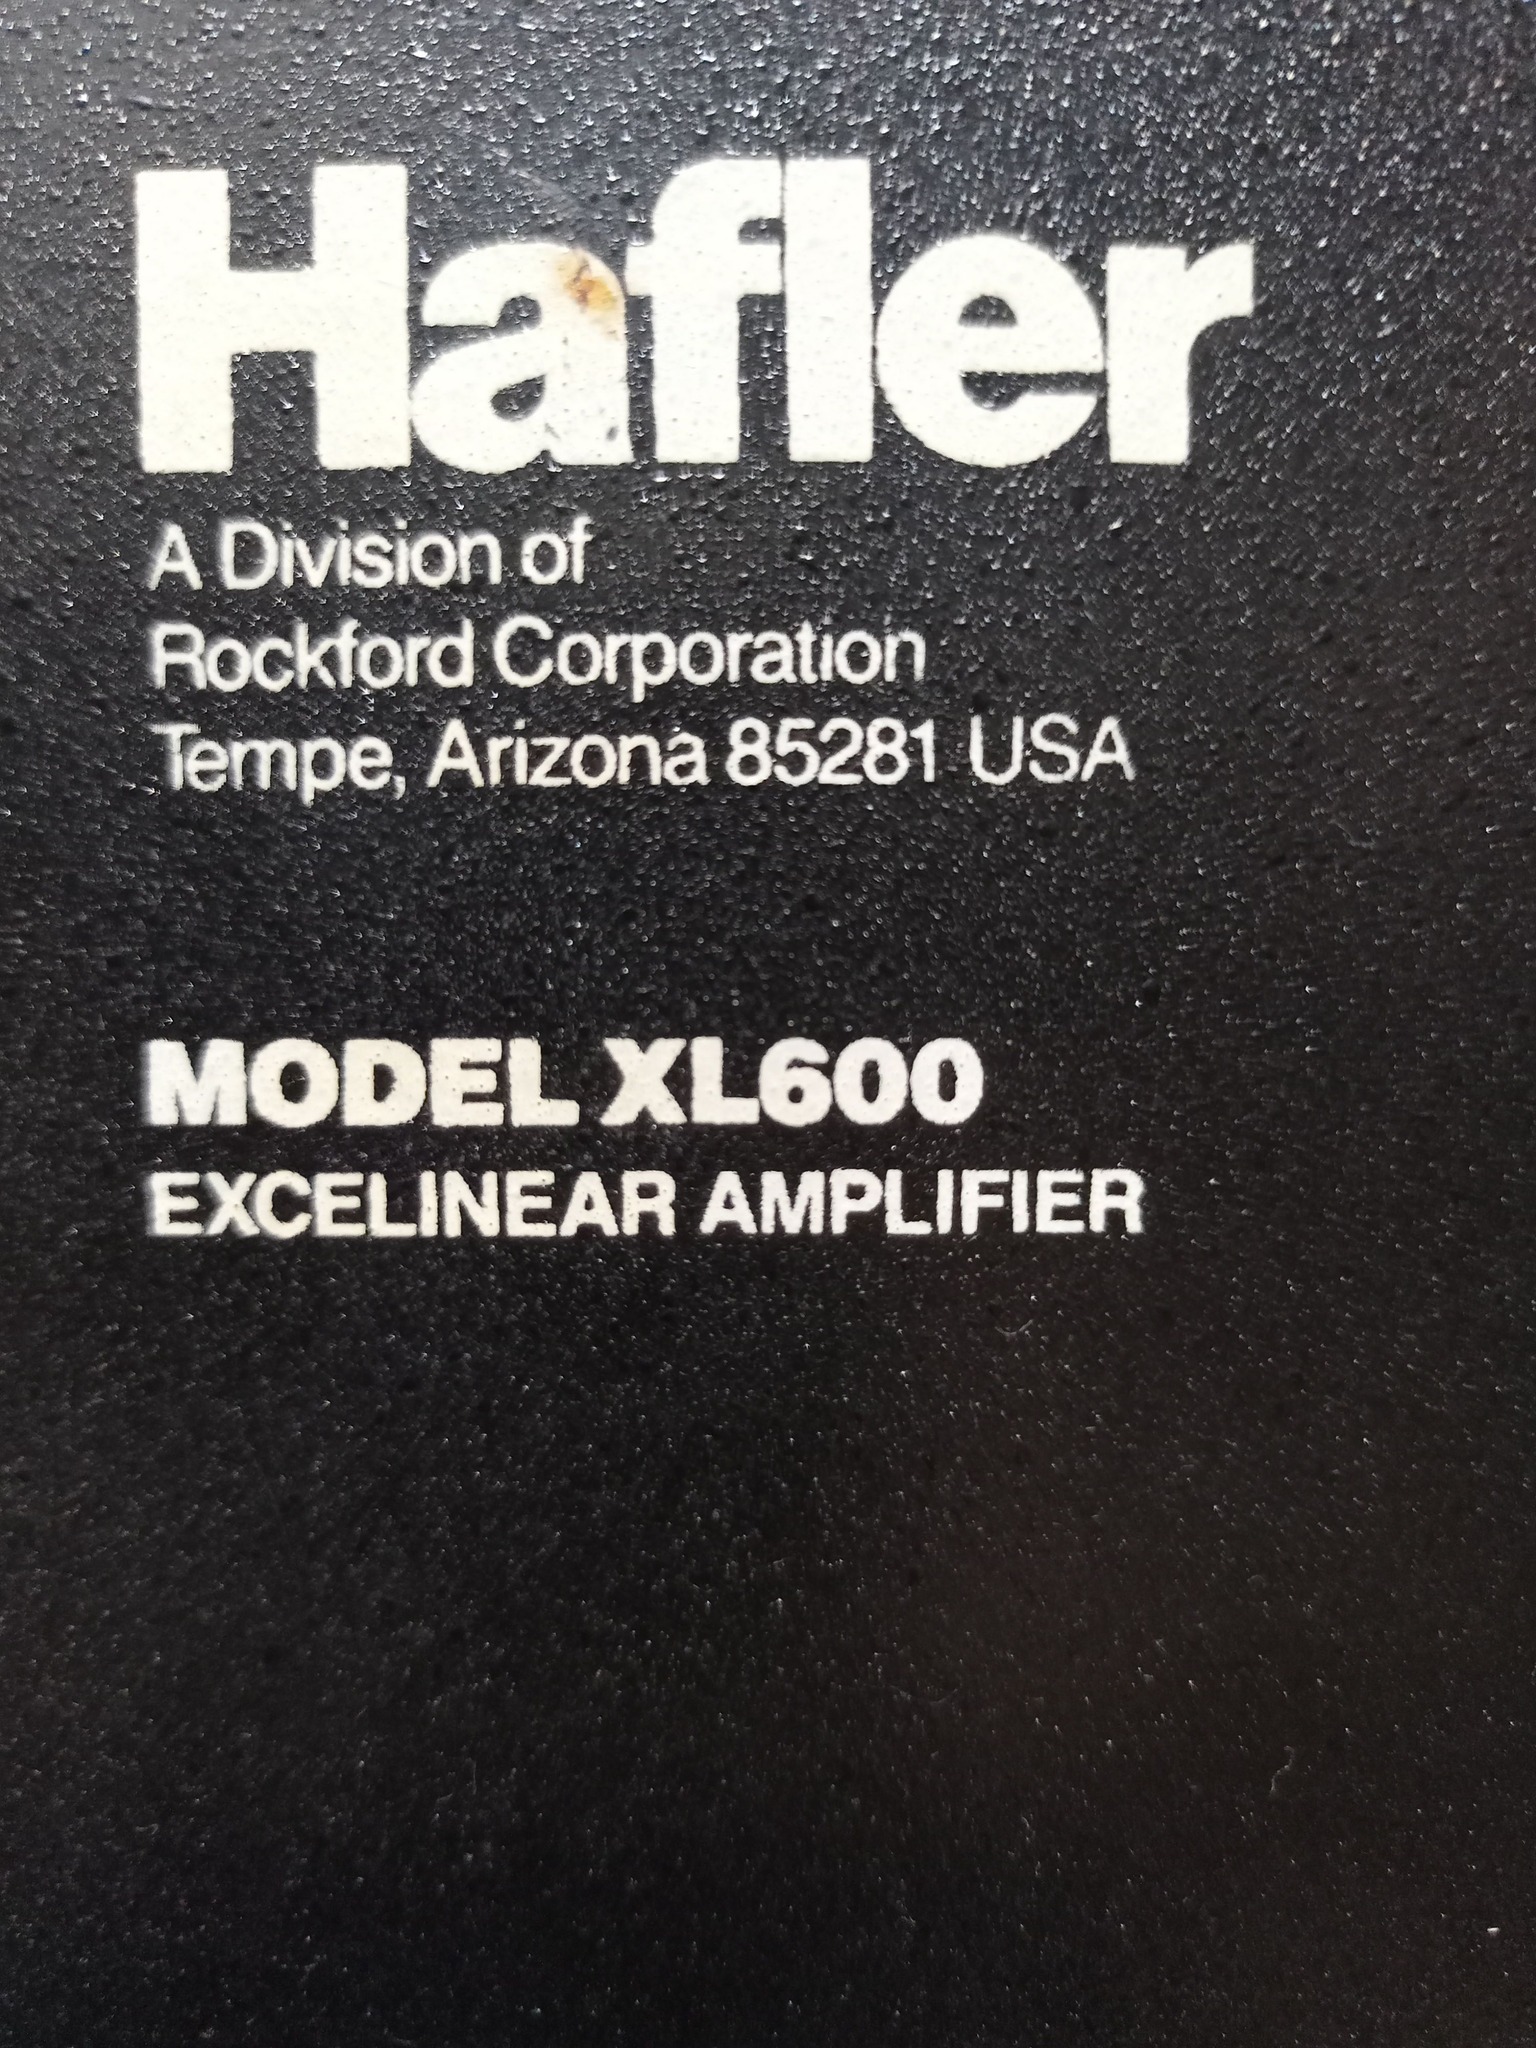 Hafler
A Division of
Rockford Corporation
Tempe, Arizona 85281 USA
MODEL XL600
EXCELINEAR AMPLIFIER